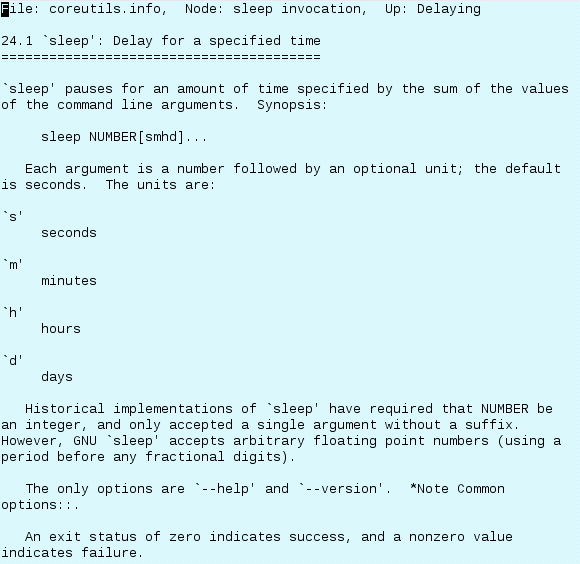 File: coreutils.info,  Node: sleep invocation,  Up: Delaying
24.1 `sleep': Delay for a specified time
========================================
`sleep' pauses for an amount of time specified by the sum of the values
of the command line arguments.  Synopsis:
sleep NUMBER[smhd]...
Each argument is a number followed by an optional unit; the default
is seconds.  The units are:
`s'
seconds
`m'
minutes
`h'
hours
`d'
days
Historical implementations of `sleep' have required that NUMBER be
an integer, and only accepted a single argument without a suffix.
However, GNU `sleep' accepts arbitrary floating point numbers (using a
period before any fractional digits).
The only options are `--help' and `--version'.  *Note Common
options::.
An exit status of zero indicates success, and a nonzero value
indicates failure.